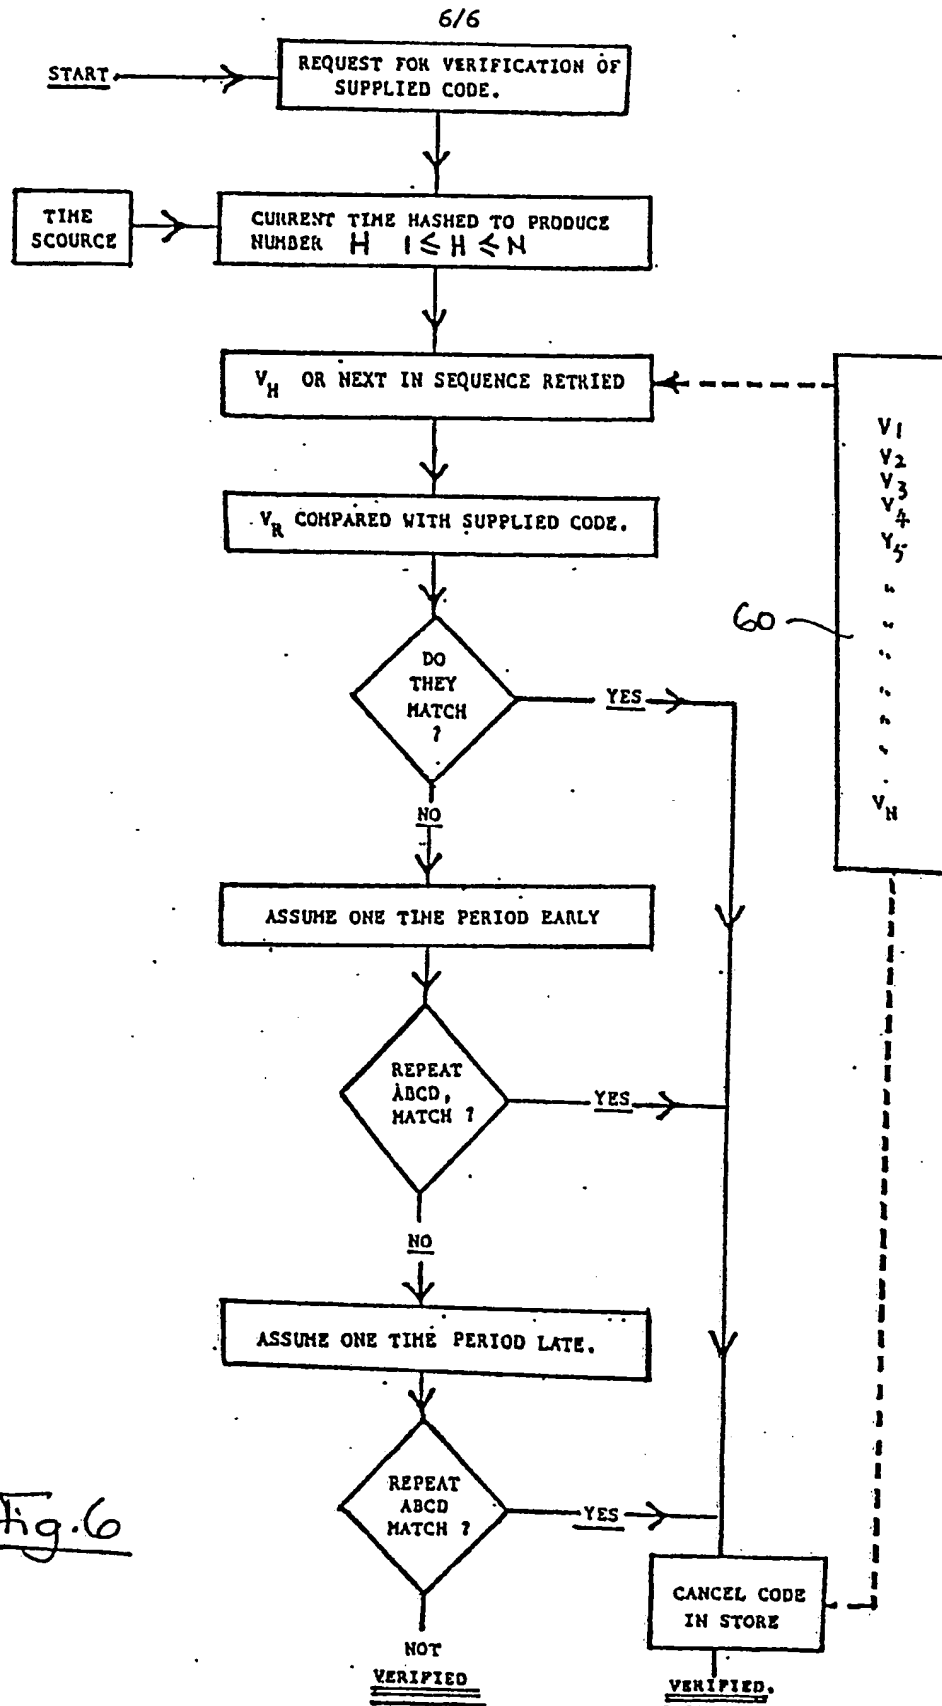 6/6
START
REQUEST FOR VERIFICATION OF
SUPPLIED CODE.
TIME
SCOURCE
CURRENT TIME HASHED TO PRODUCE
NUMBER H 1 ≤ H ≤ N
V_H OR NEXT IN SEQUENCE RETRIED
V1
V2
V3
V4
V5
V_N
60
V_R COMPARED WITH SUPPLIED CODE.
DO
THEY
MATCH
?
YES
NO
ASSUME ONE TIME PERIOD EARLY
REPEAT
ABCD,
MATCH ?
YES
NO
ASSUME ONE TIME PERIOD LATE.
REPEAT
ABCD
MATCH ?
YES
Fig.6
CANCEL CODE
IN STORE
NOT
VERIFIED
VERIFIED.